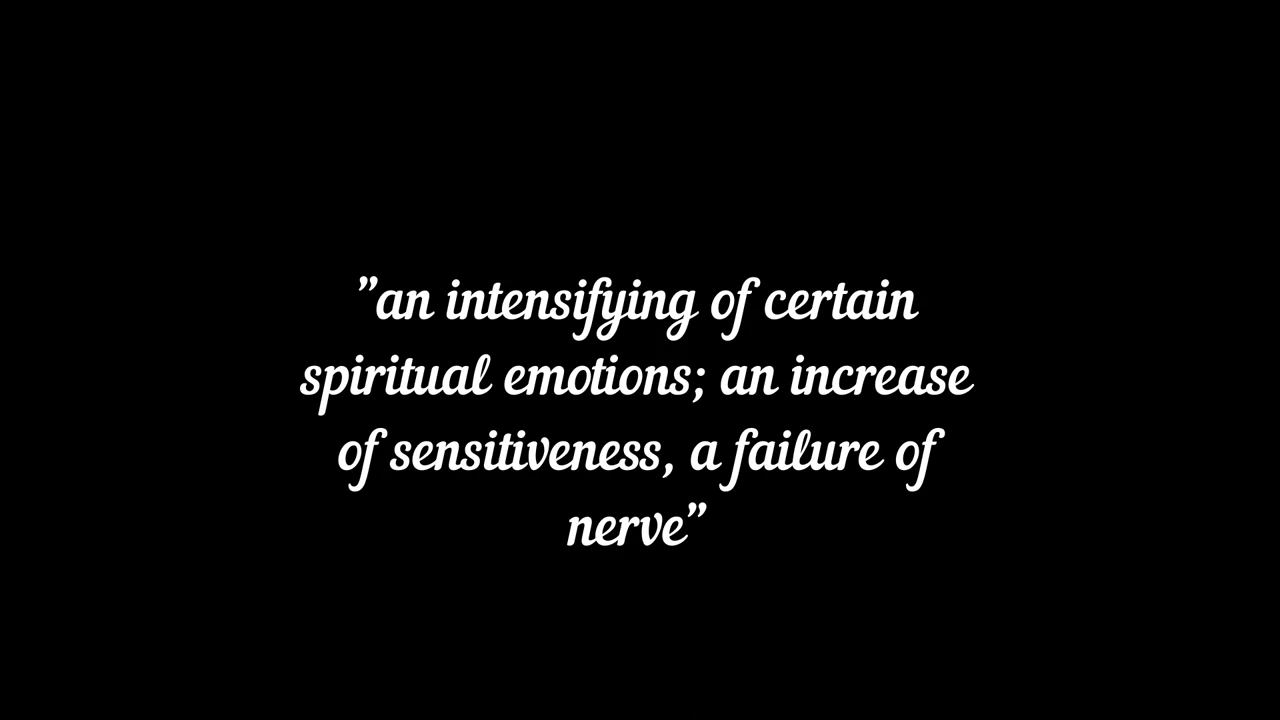 ”an intensifying of certain
spiritual emotions; an increase
of sensitiveness, a failure of
nerve”